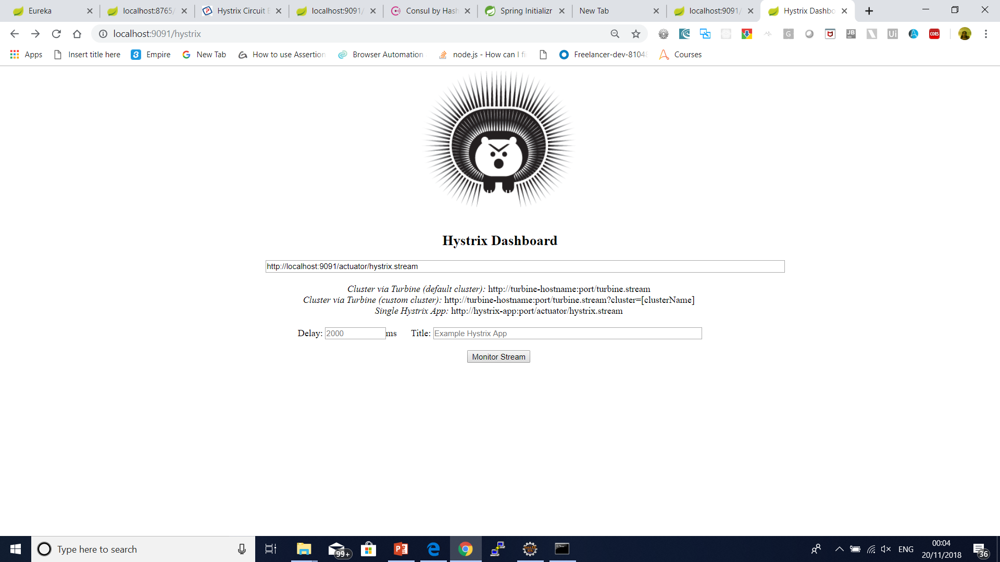 Eureka
localhost:8765/
Hystrix Circuit
localhost:9091/
Consul by Hash
Spring Initializr
New Tab
localhost:9091/
Hystrix Dashbo
localhost:9091/hystrix
G
JB
Ui
CORS
Apps
Insert title here
Empire
New Tab
How to use Assertion
Browser Automation
node.js - How can I fi
Freelancer-dev-8104
Courses
Hystrix Dashboard
http://localhost:9091/actuator/hystrix.stream
Cluster via Turbine (default cluster): http://turbine-hostname:port/turbine.stream
Cluster via Turbine (custom cluster): http://turbine-hostname:port/turbine.stream?cluster=[clusterName]
Single Hystrix App: http://hystrix-app:port/actuator/hystrix.stream
Delay: 2000 ms Title: Example Hystrix App
Monitor Stream
Type here to search
99+
ENG
00:04
20/11/2018
36